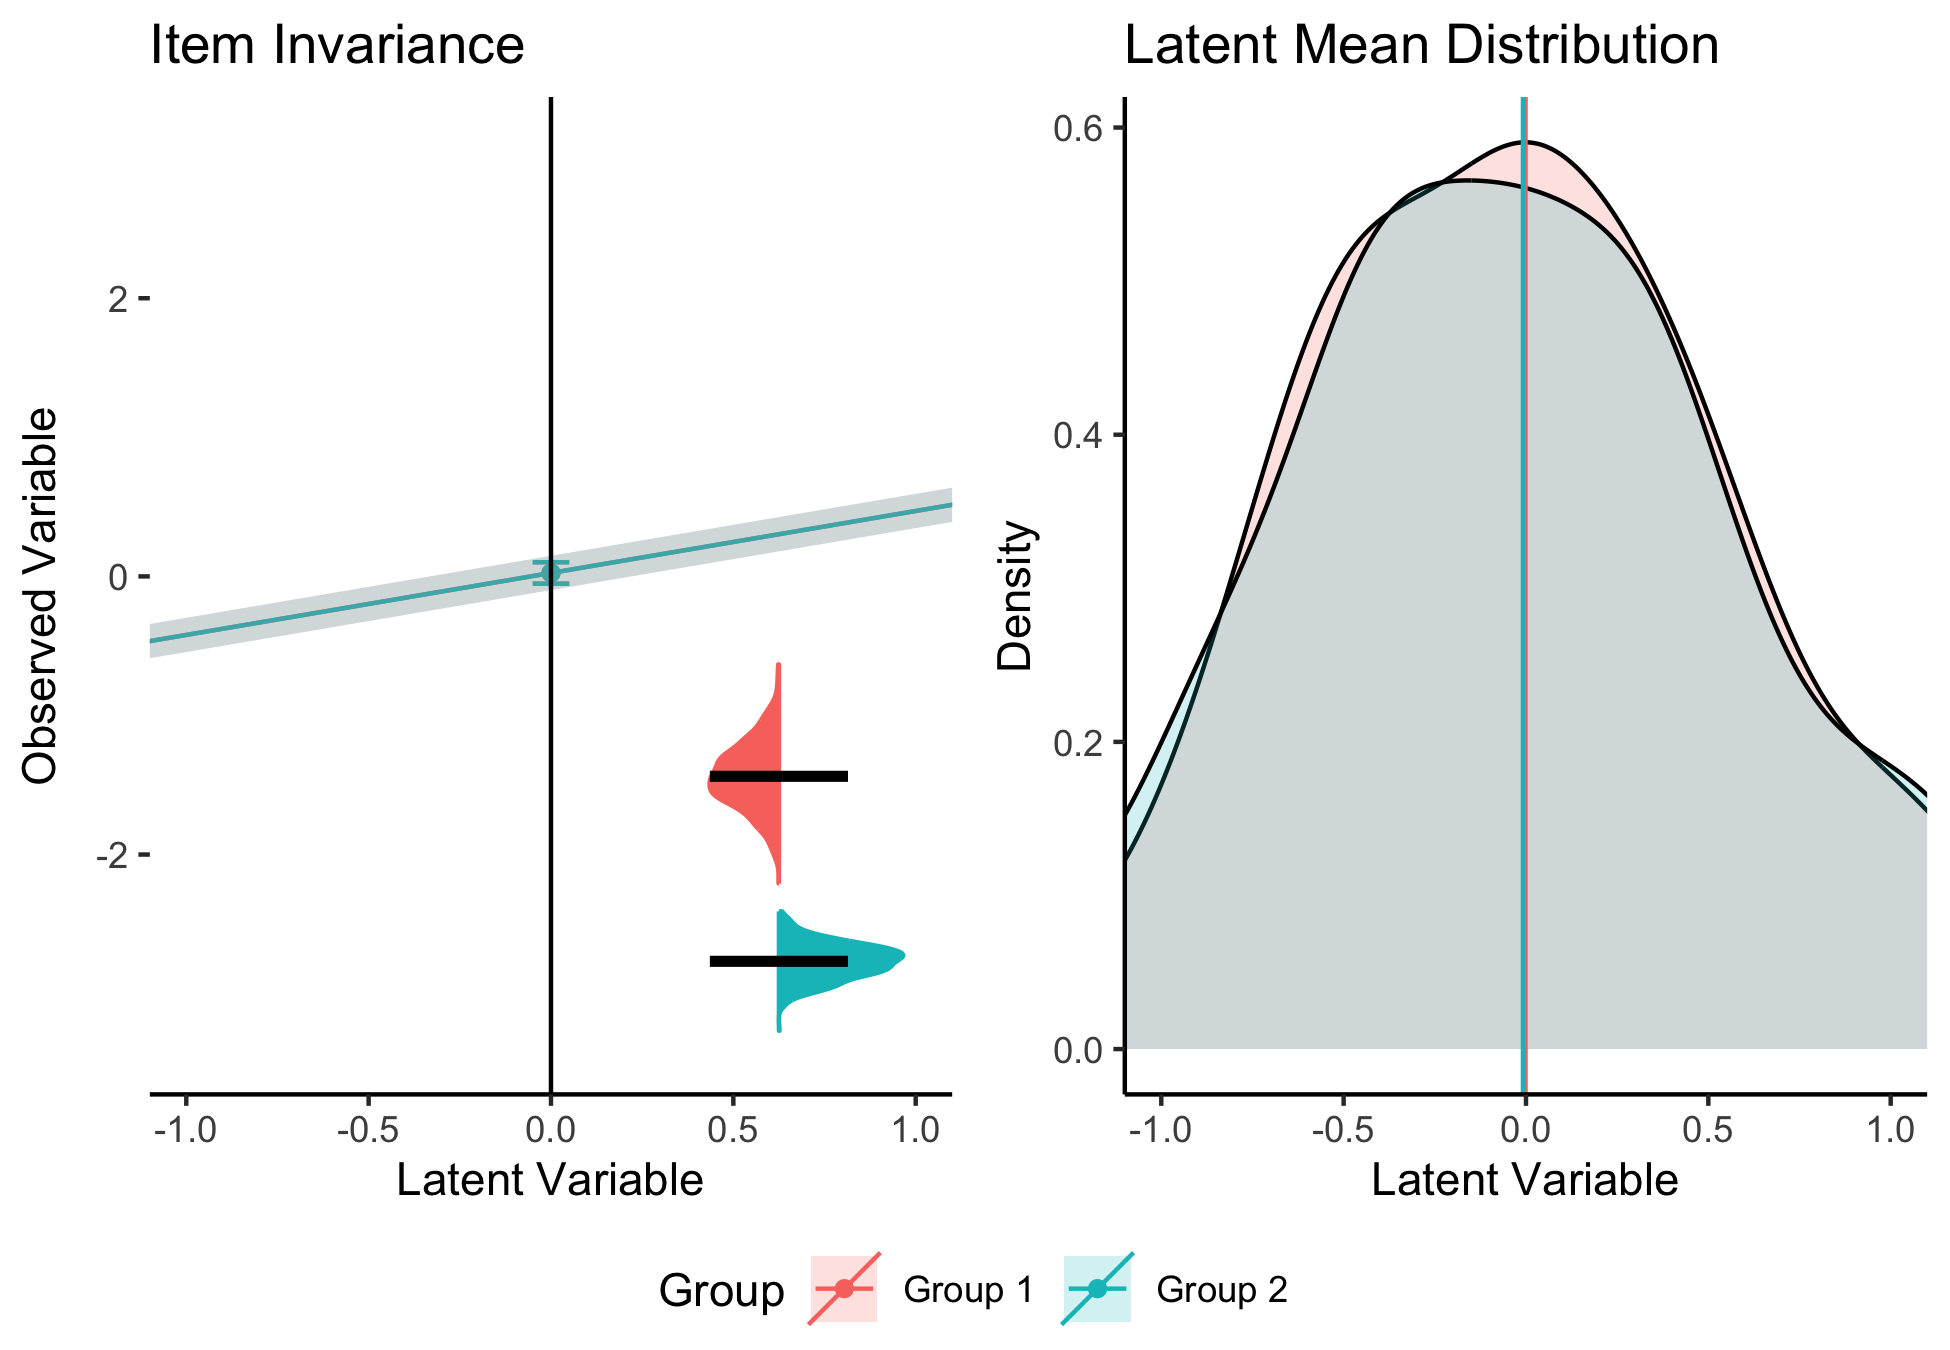 Item Invariance
Observed Variable
2
0
-2
-1.0 -0.5 0.0 0.5 1.0
Latent Variable
Latent Mean Distribution
Density
0.6
0.4
0.2
0.0
-1.0 -0.5 0.0 0.5 1.0
Latent Variable
Group Group 1 Group 2